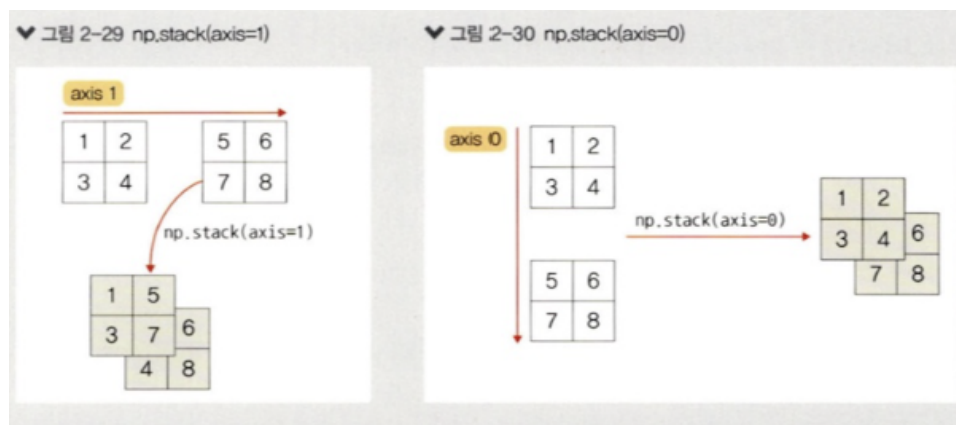 그림 2-29 np.stack(axis=1)
axis 1
1 2
3 4
5 6
7 8
np.stack(axis=1)
1 5
3 7
6
4 8
그림 2-30 np.stack(axis=0)
axis 0
1 2
3 4
5 6
7 8
np.stack(axis=0)
1 2
3 4
6
7 8